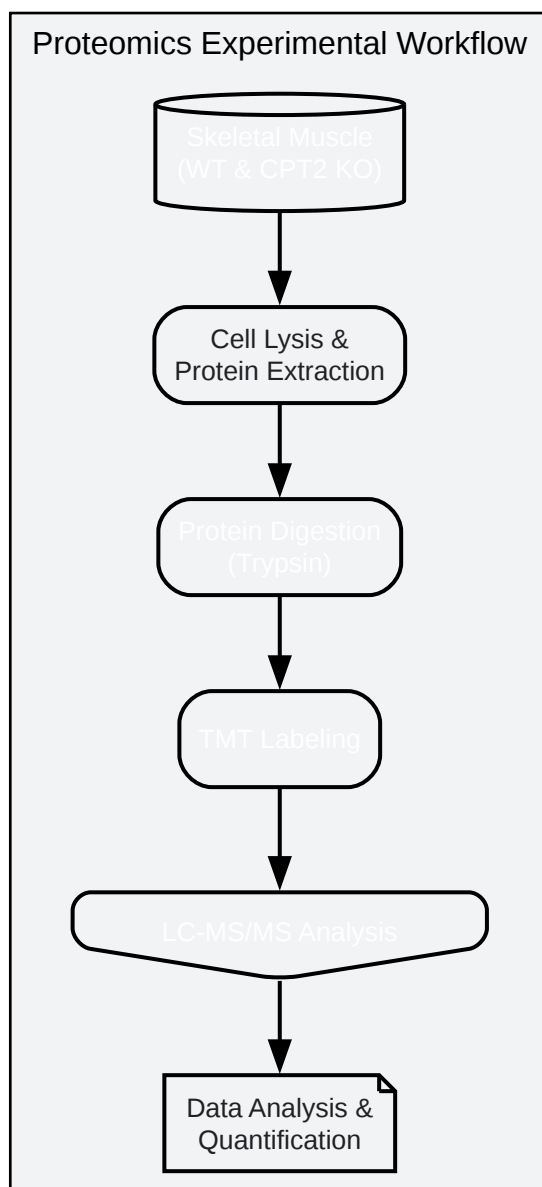 Proteomics Experimental Workflow
Skeletal Muscle
(WT & CPT2 KO)
Cell Lysis &
Protein Extraction
Protein Digestion
(Trypsin)
TMT Labeling
LC-MS/MS Analysis
Data Analysis &
Quantification